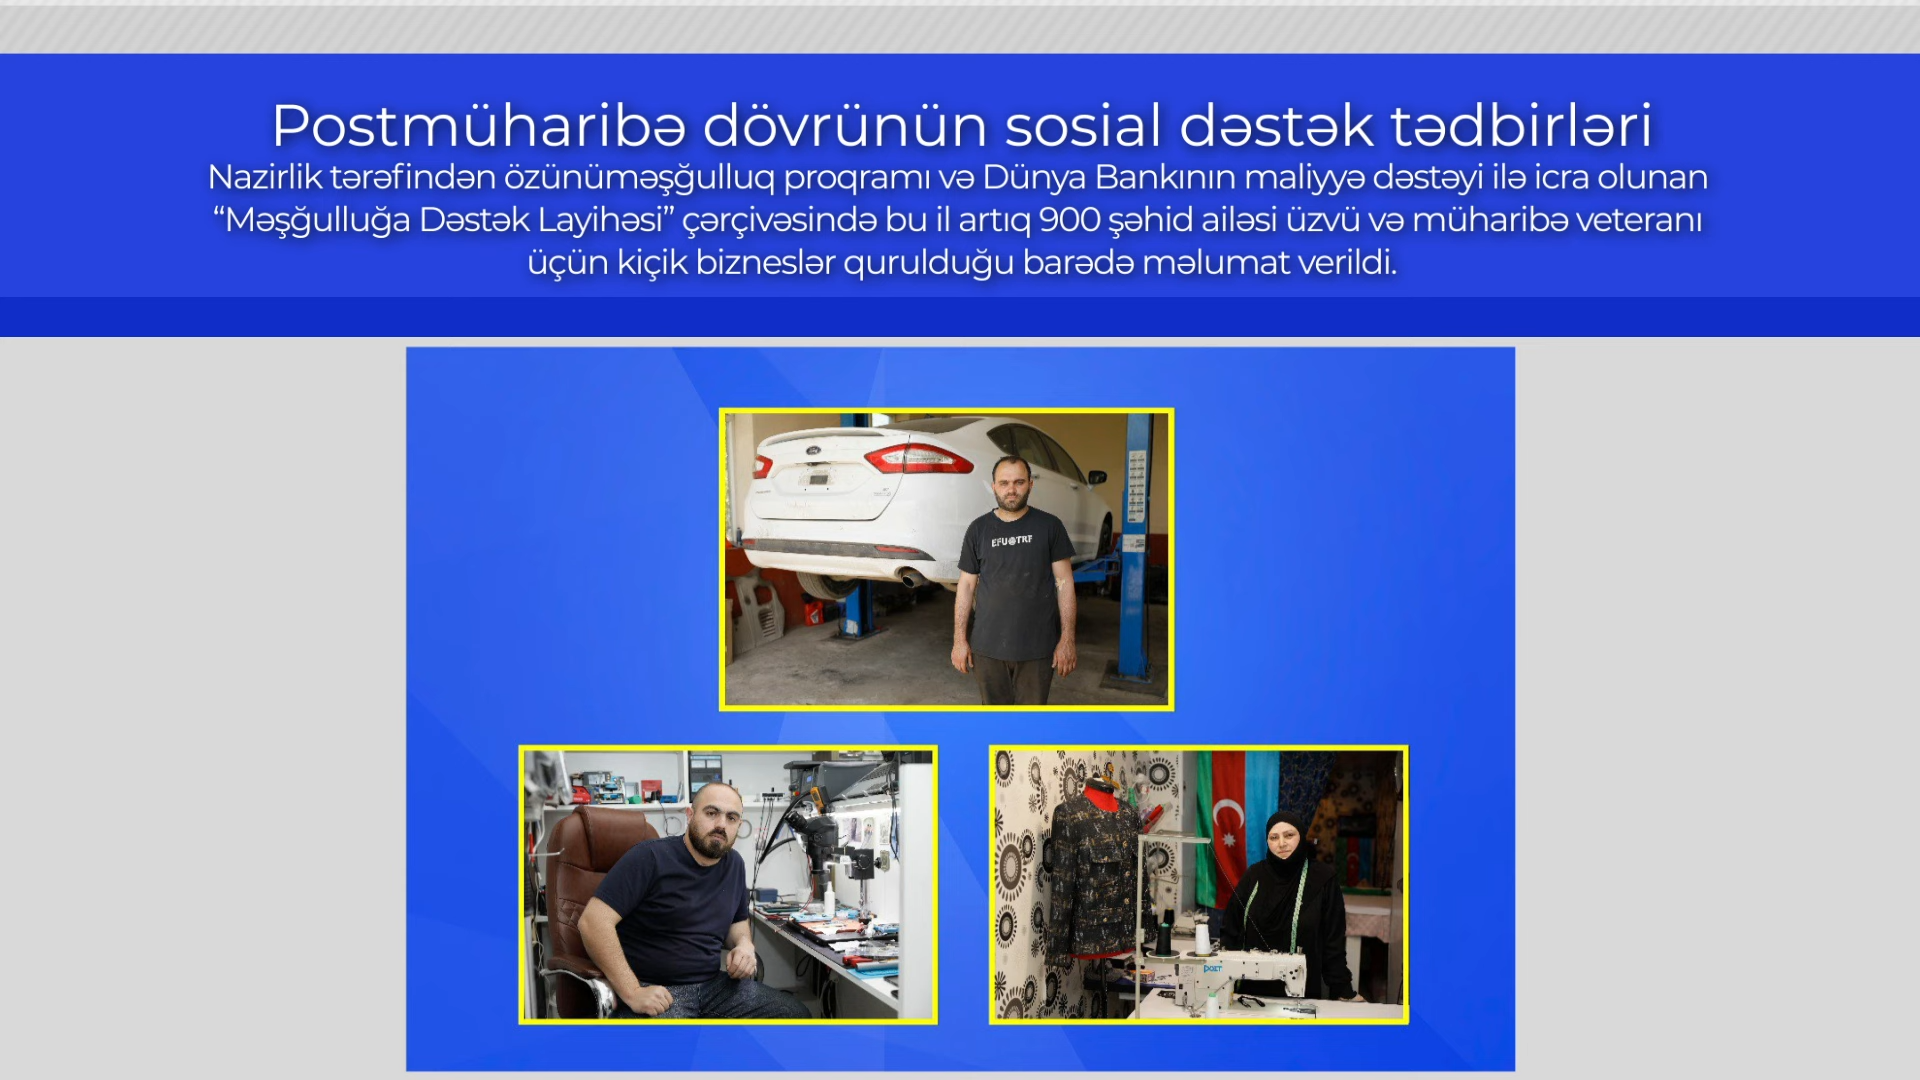 Postmüharibə dövrünün sosial dəstək tədbirləri
Nazirlik tərəfindən özünüməşğulluq proqramı və Dünya Bankının maliyyə dəstəyi ilə icra olunan
“Məşğulluğa Dəstək Layihəsi” çərçivəsində bu il artıq 900 şəhid ailəsi üzvü və müharibə veteranı
üçün kiçik bizneslər qurulduğu barədə məlumat verildi.